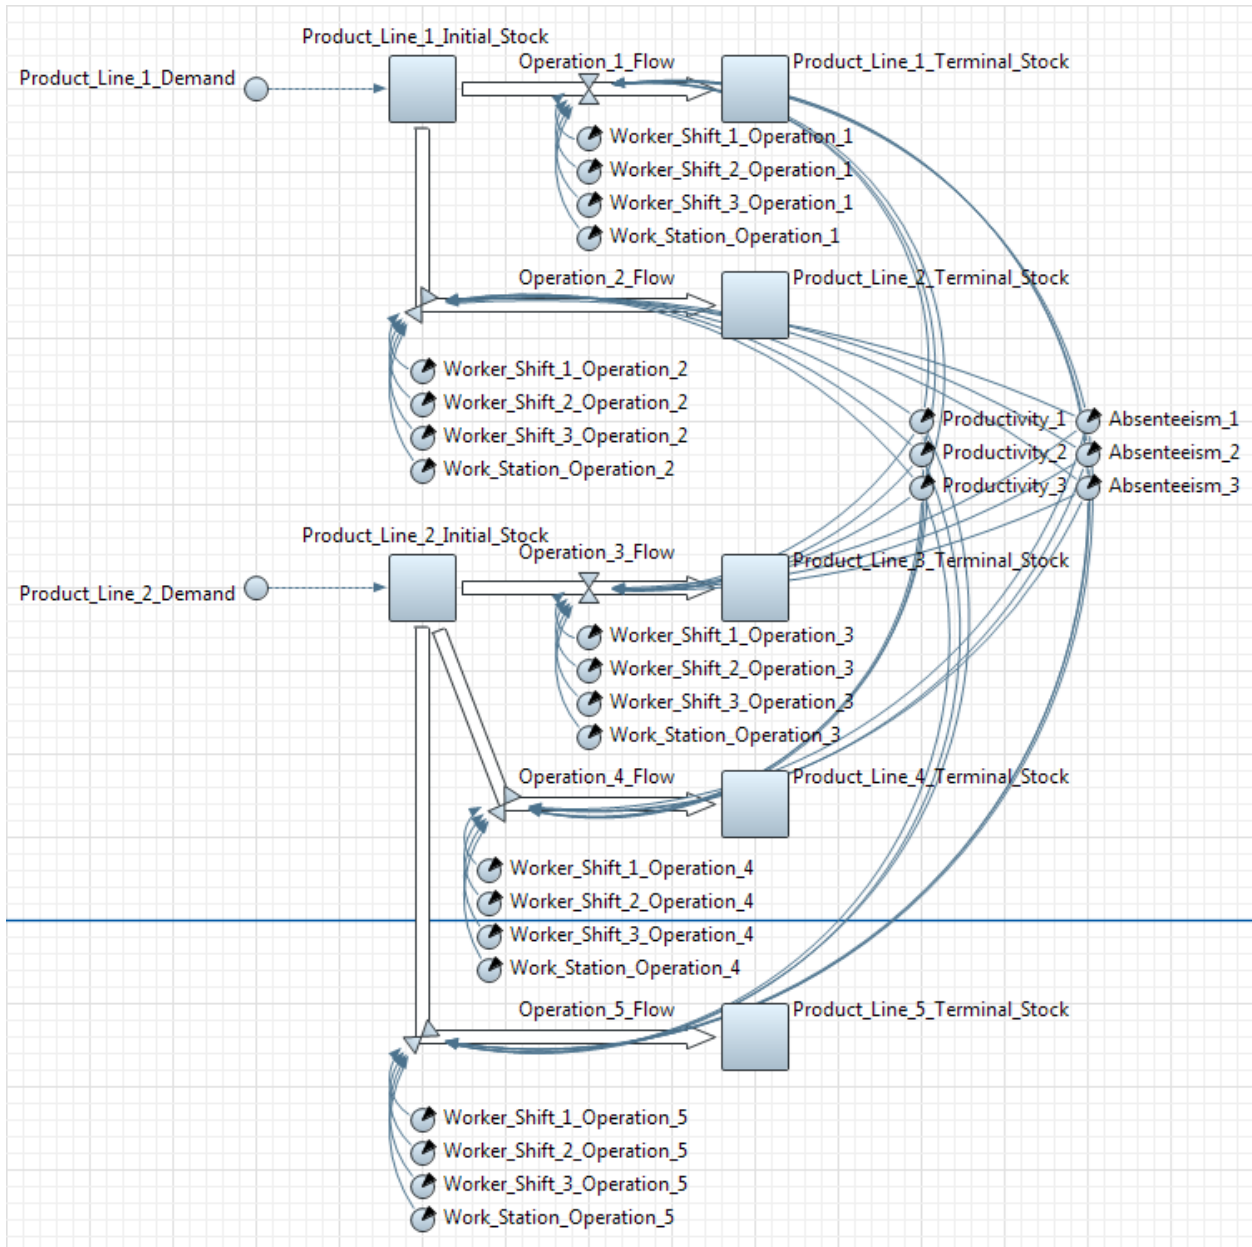 Product_Line_1_Initial_Stock
Operation_1_Flow
Product_Line_1_Terminal_Stock
Product_Line_1_Demand
Worker_Shift_1_Operation_1
Worker_Shift_2_Operation_1
Worker_Shift_3_Operation_1
Work_Station_Operation_1
Operation_2_Flow
Product_Line_2_Terminal_Stock
Worker_Shift_1_Operation_2
Worker_Shift_2_Operation_2
Worker_Shift_3_Operation_2
Work_Station_Operation_2
Productivity_1
Absenteeism_1
Productivity_2
Absenteeism_2
Productivity_3
Absenteeism_3
Product_Line_2_Initial_Stock
Operation_3_Flow
Product_Line_3_Terminal_Stock
Product_Line_2_Demand
Worker_Shift_1_Operation_3
Worker_Shift_2_Operation_3
Worker_Shift_3_Operation_3
Work_Station_Operation_3
Operation_4_Flow
Product_Line_4_Terminal_Stock
Worker_Shift_1_Operation_4
Worker_Shift_2_Operation_4
Worker_Shift_3_Operation_4
Work_Station_Operation_4
Operation_5_Flow
Product_Line_5_Terminal_Stock
Worker_Shift_1_Operation_5
Worker_Shift_2_Operation_5
Worker_Shift_3_Operation_5
Work_Station_Operation_5